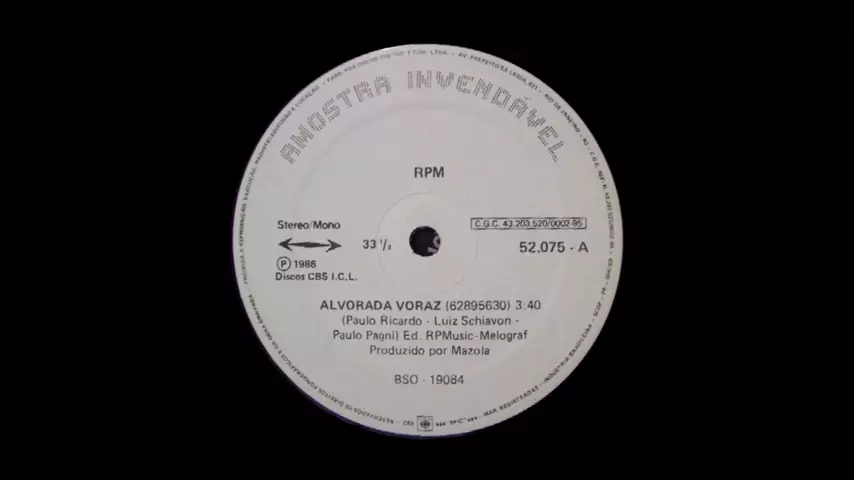 AMOSTRA INVENDÁVEL
RPM
Stereo/Mono
33 1/3
C.G.C. 43.203.520/0002-95
52.075 - A
Ⓟ 1986
Discos CBS I.C.L.
ALVORADA VORAZ (62895630) 3:40
(Paulo Ricardo - Luiz Schiavon -
Paulo Pagni) Ed. RPMusic-Melograf
Produzido por Mazola
BSO - 19084